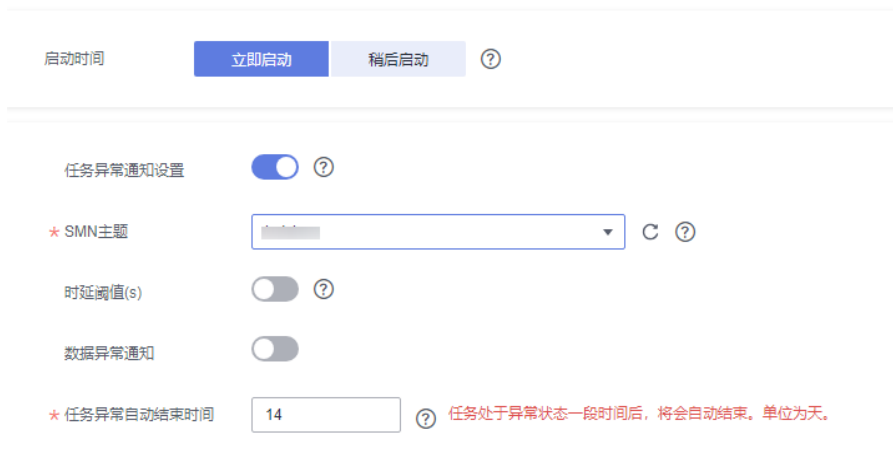 启动时间 立即启动 稍后启动 ?
任务异常通知设置 ?
* SMN主题 ?
时延阈值(s) ?
数据异常通知
* 任务异常自动结束时间 14 ? 任务处于异常状态一段时间后，将会自动结束。单位为天。